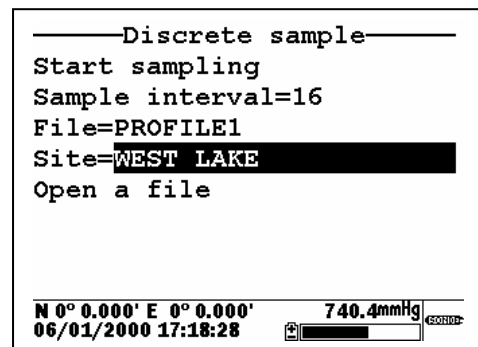 Discrete sample
Start sampling
Sample interval=16
File=PROFILE1
Site=WEST LAKE
Open a file
N 0° 0.000' E 0° 0.000' 740.4mmHg
06/01/2000 17:18:28 SONDE